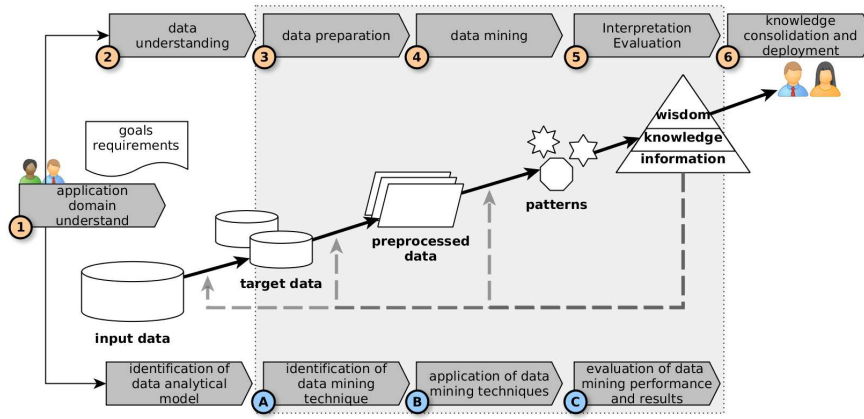 data
understanding
2
data preparation
3
data mining
4
Interpretation
Evaluation
5
knowledge
consolidation and
deployment
6
goals
requirements
application
domain
understand
1
wisdom
knowledge
information
patterns
preprocessed
data
target data
input data
identification of
data analytical
model
A
identification of
data mining
technique
B
application of data
mining techniques
C
evaluation of data
mining performance
and results